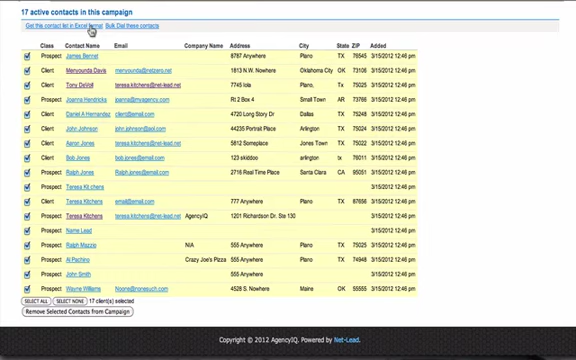 17 active contacts in this campaign
Get this contact list in Excel format Bulk Dial these contacts
Class Contact Name Email Company Name Address City State ZIP Added
Prospect James Bennet 8787 Anywhere Plano TX 76545 3/15/2012 12:46 pm
Client Menyounda Davis menyounda@netzero.net 1813 N.W. Nowhere Oklahoma City OK 73108 3/15/2012 12:46 pm
Client Tony DeVoll teresa.kitchens@net-lead.net 7745 Iola Plano, Tx 75025 3/15/2012 12:46 pm
Prospect Joanna Hendricks joanna@myagency.com Rt 2 Box 4 Small Town AR 73766 3/15/2012 12:46 pm
Client Daniel A Hernandez client@email.com 4720 Long Story Dr Dallas TX 75248 3/15/2012 12:46 pm
Client John Johnson john.johnson@aol.com 44235 Portrait Place Arlington TX 75024 3/15/2012 12:46 pm
Client Aaron Jones teresa.kitchens@net-lead.net 5812 Someplace Jones Town TX 75022 3/15/2012 12:46 pm
Client Bob Jones bob.jones@email.com 123 skiddoo arlington tx 76011 3/15/2012 12:46 pm
Prospect Ralph Jones Ralph.jones@email.com 2716 Real Time Place Santa Clara CA 95051 3/15/2012 12:46 pm
Prospect Teresa Kitchens 3/15/2012 12:46 pm
Client Teresa Kitchens email@email.com 777 Anywhere Plano TX 87656 3/15/2012 12:46 pm
Prospect Teresa Kitchens teresa.kitchens@net-lead.net AgencyIQ 1201 Richardson Dr. Ste 130 3/15/2012 12:46 pm
Prospect Name Lead 3/15/2012 12:46 pm
Prospect Ralph Mazzio N/A 555 Anywhere Plano TX 75025 3/15/2012 12:46 pm
Prospect Al Pachino Crazy Joe's Pizza 555 Anywhere Plano TX 74948 3/15/2012 12:46 pm
Prospect John Smith 555 Anywhere 3/15/2012 12:46 pm
Prospect Wayne Williams Noone@noresuch.com 4528 S. Nowhere Maire OK 55555 3/15/2012 12:46 pm
SELECT ALL SELECT NONE 17 client(s) selected
Remove Selected Contacts from Campaign
Copyright © 2012 AgencyIQ. Powered by Net-Lead.